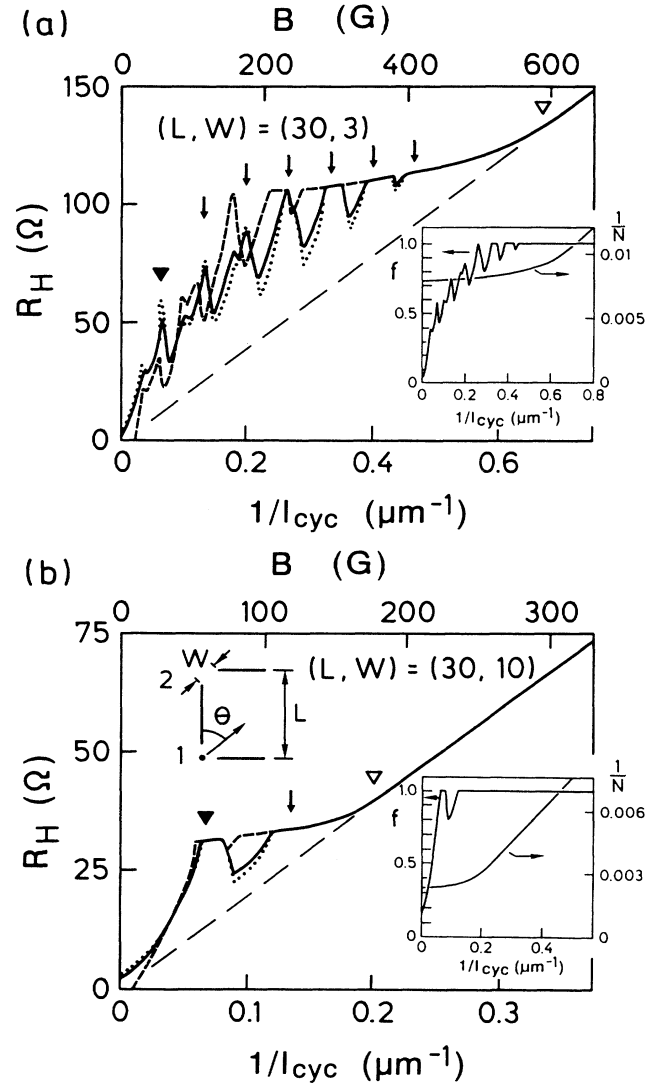 (a)
B (G)
0 200 400 600
150
100
50
0
R_H (Ω)
(L, W) = (30, 3)
1.0
0.5
0
f
1/N
0.01
0.005
0
0 0.2 0.4 0.6 0.8
1/l_cyc (μm⁻¹)
0 0.2 0.4 0.6
1/l_cyc (μm⁻¹)
(b)
B (G)
0 100 200 300
75
50
25
0
R_H (Ω)
W
2
θ
L
1
(L, W) = (30, 10)
1.0
0.5
0
f
1/N
0.006
0.003
0
0 0.2 0.4
1/l_cyc (μm⁻¹)
0 0.1 0.2 0.3
1/l_cyc (μm⁻¹)